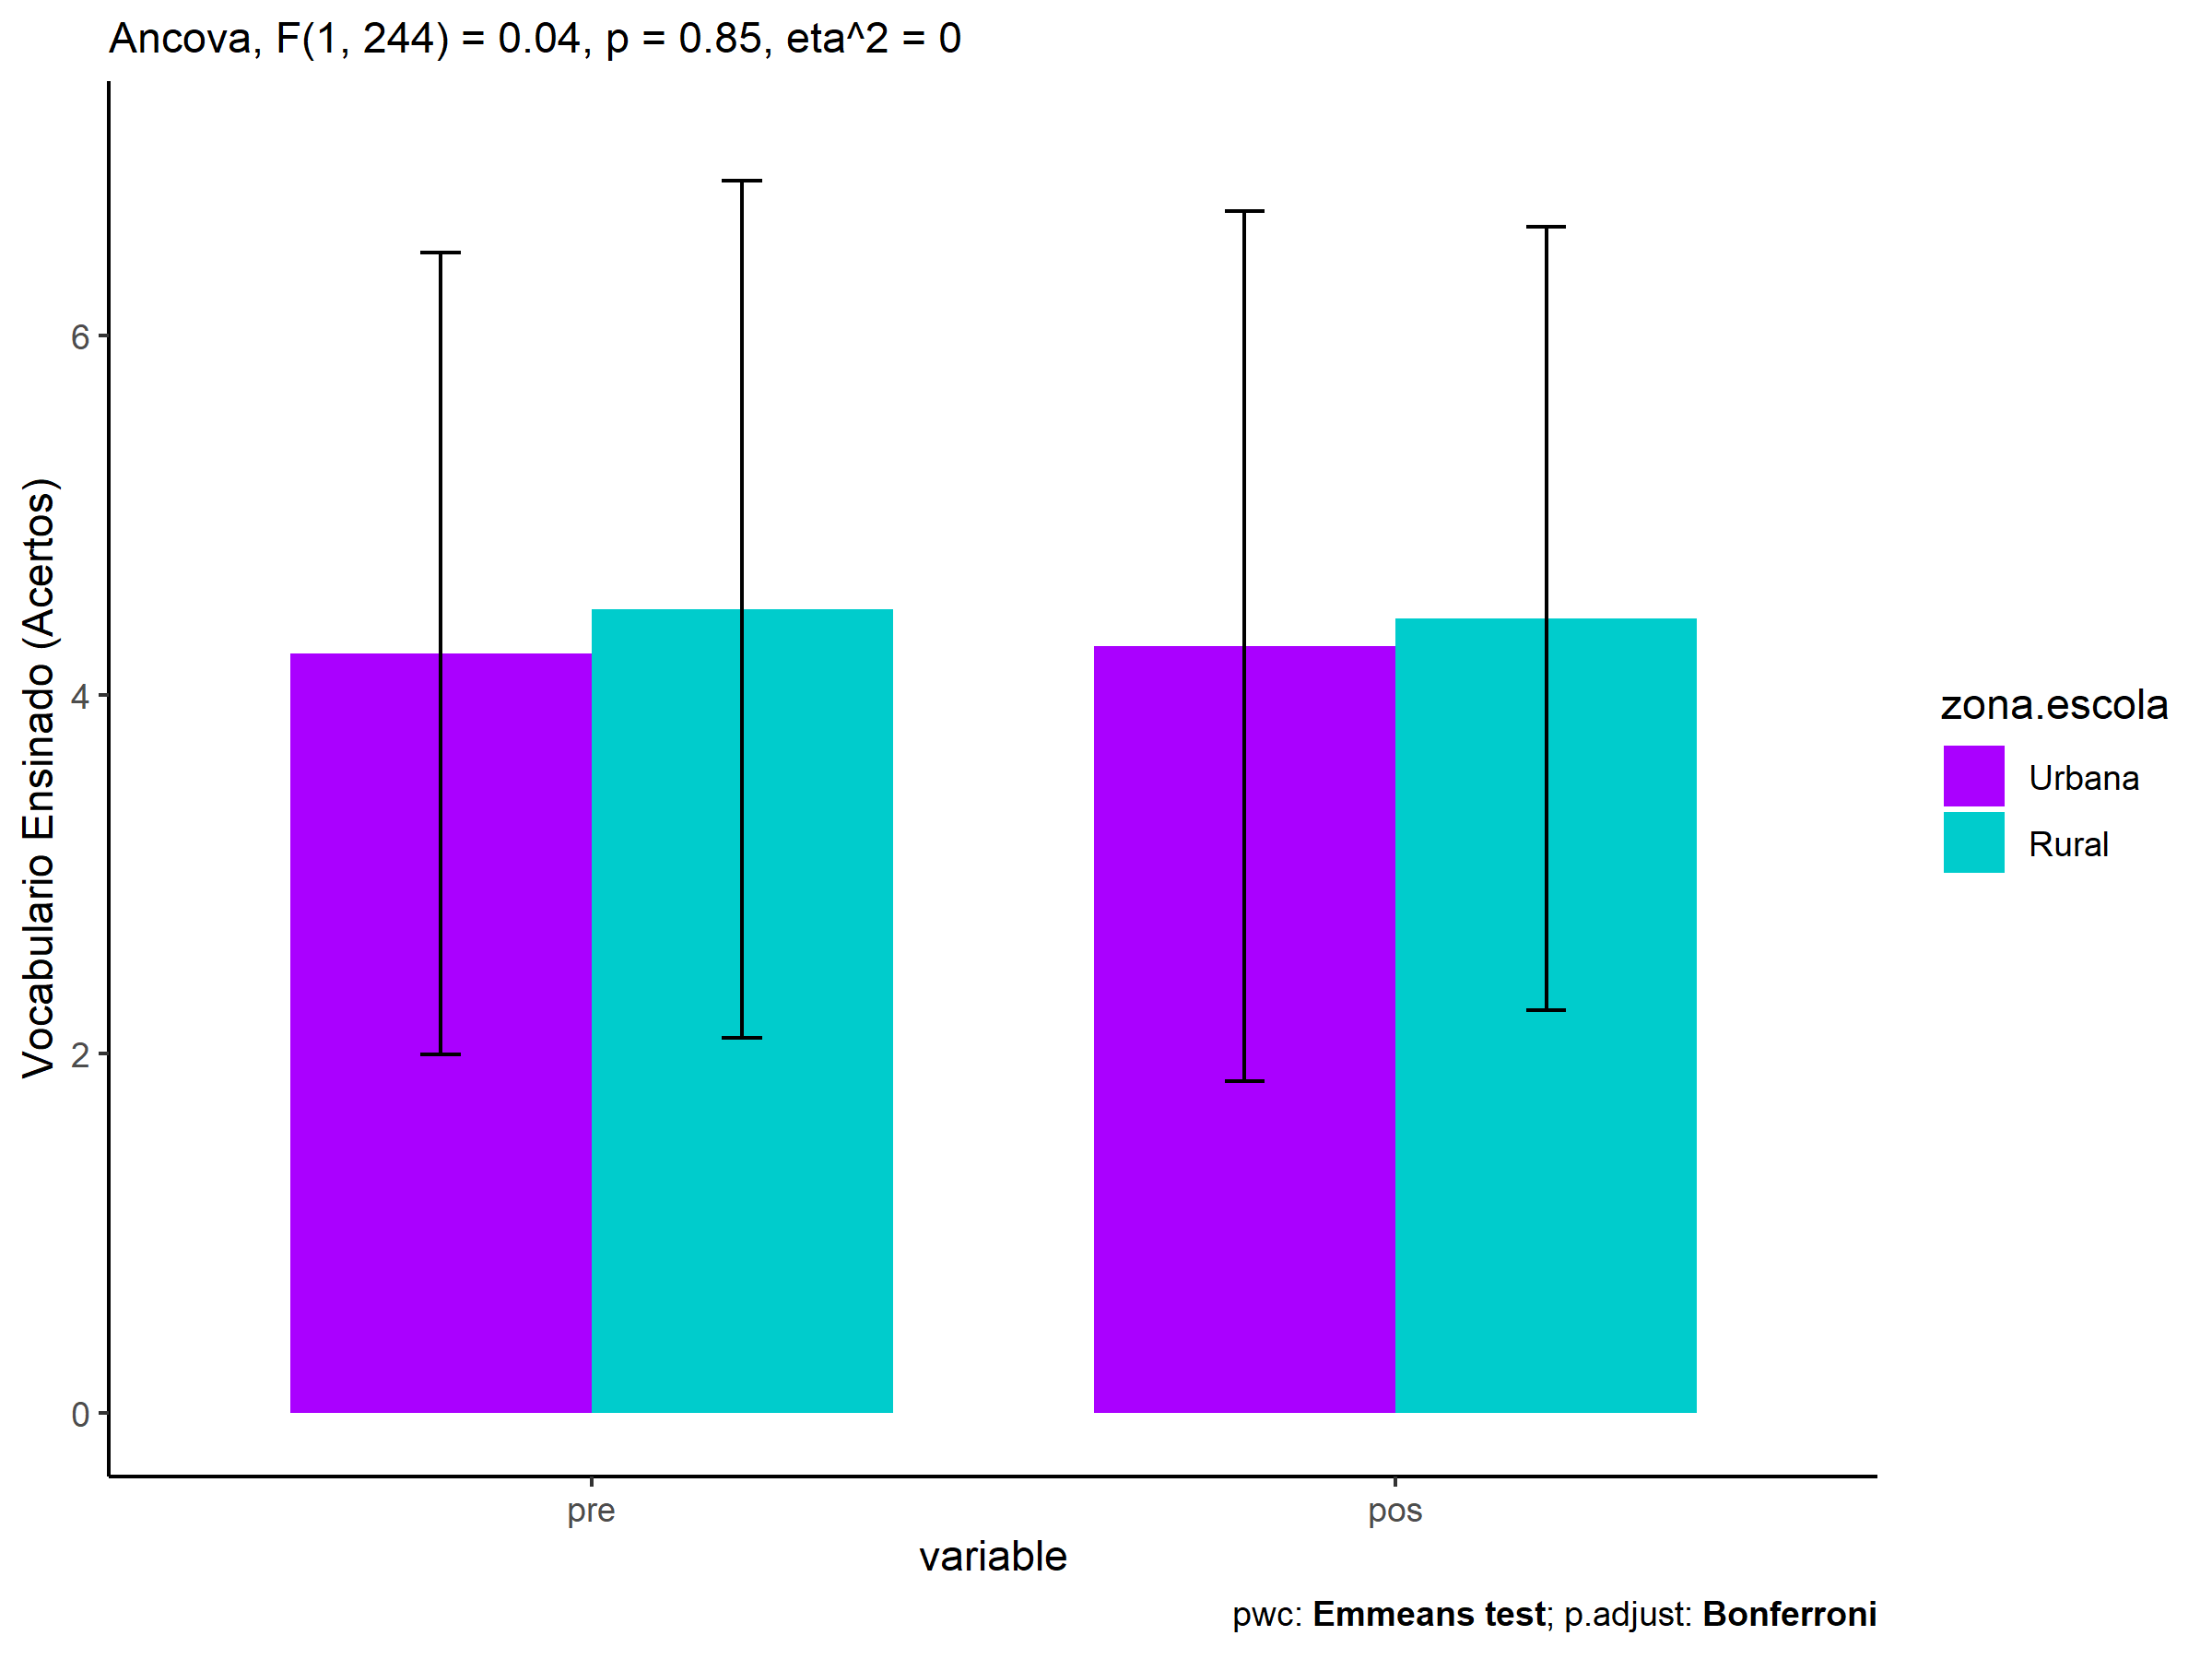 Ancova, F(1, 244) = 0.04, p = 0.85, eta^2 = 0
Vocabulario Ensinado (Acertos)
6
4
2
0
pre
pos
variable
zona.escola
Urbana
Rural
pwc: Emmeans test; p.adjust: Bonferroni